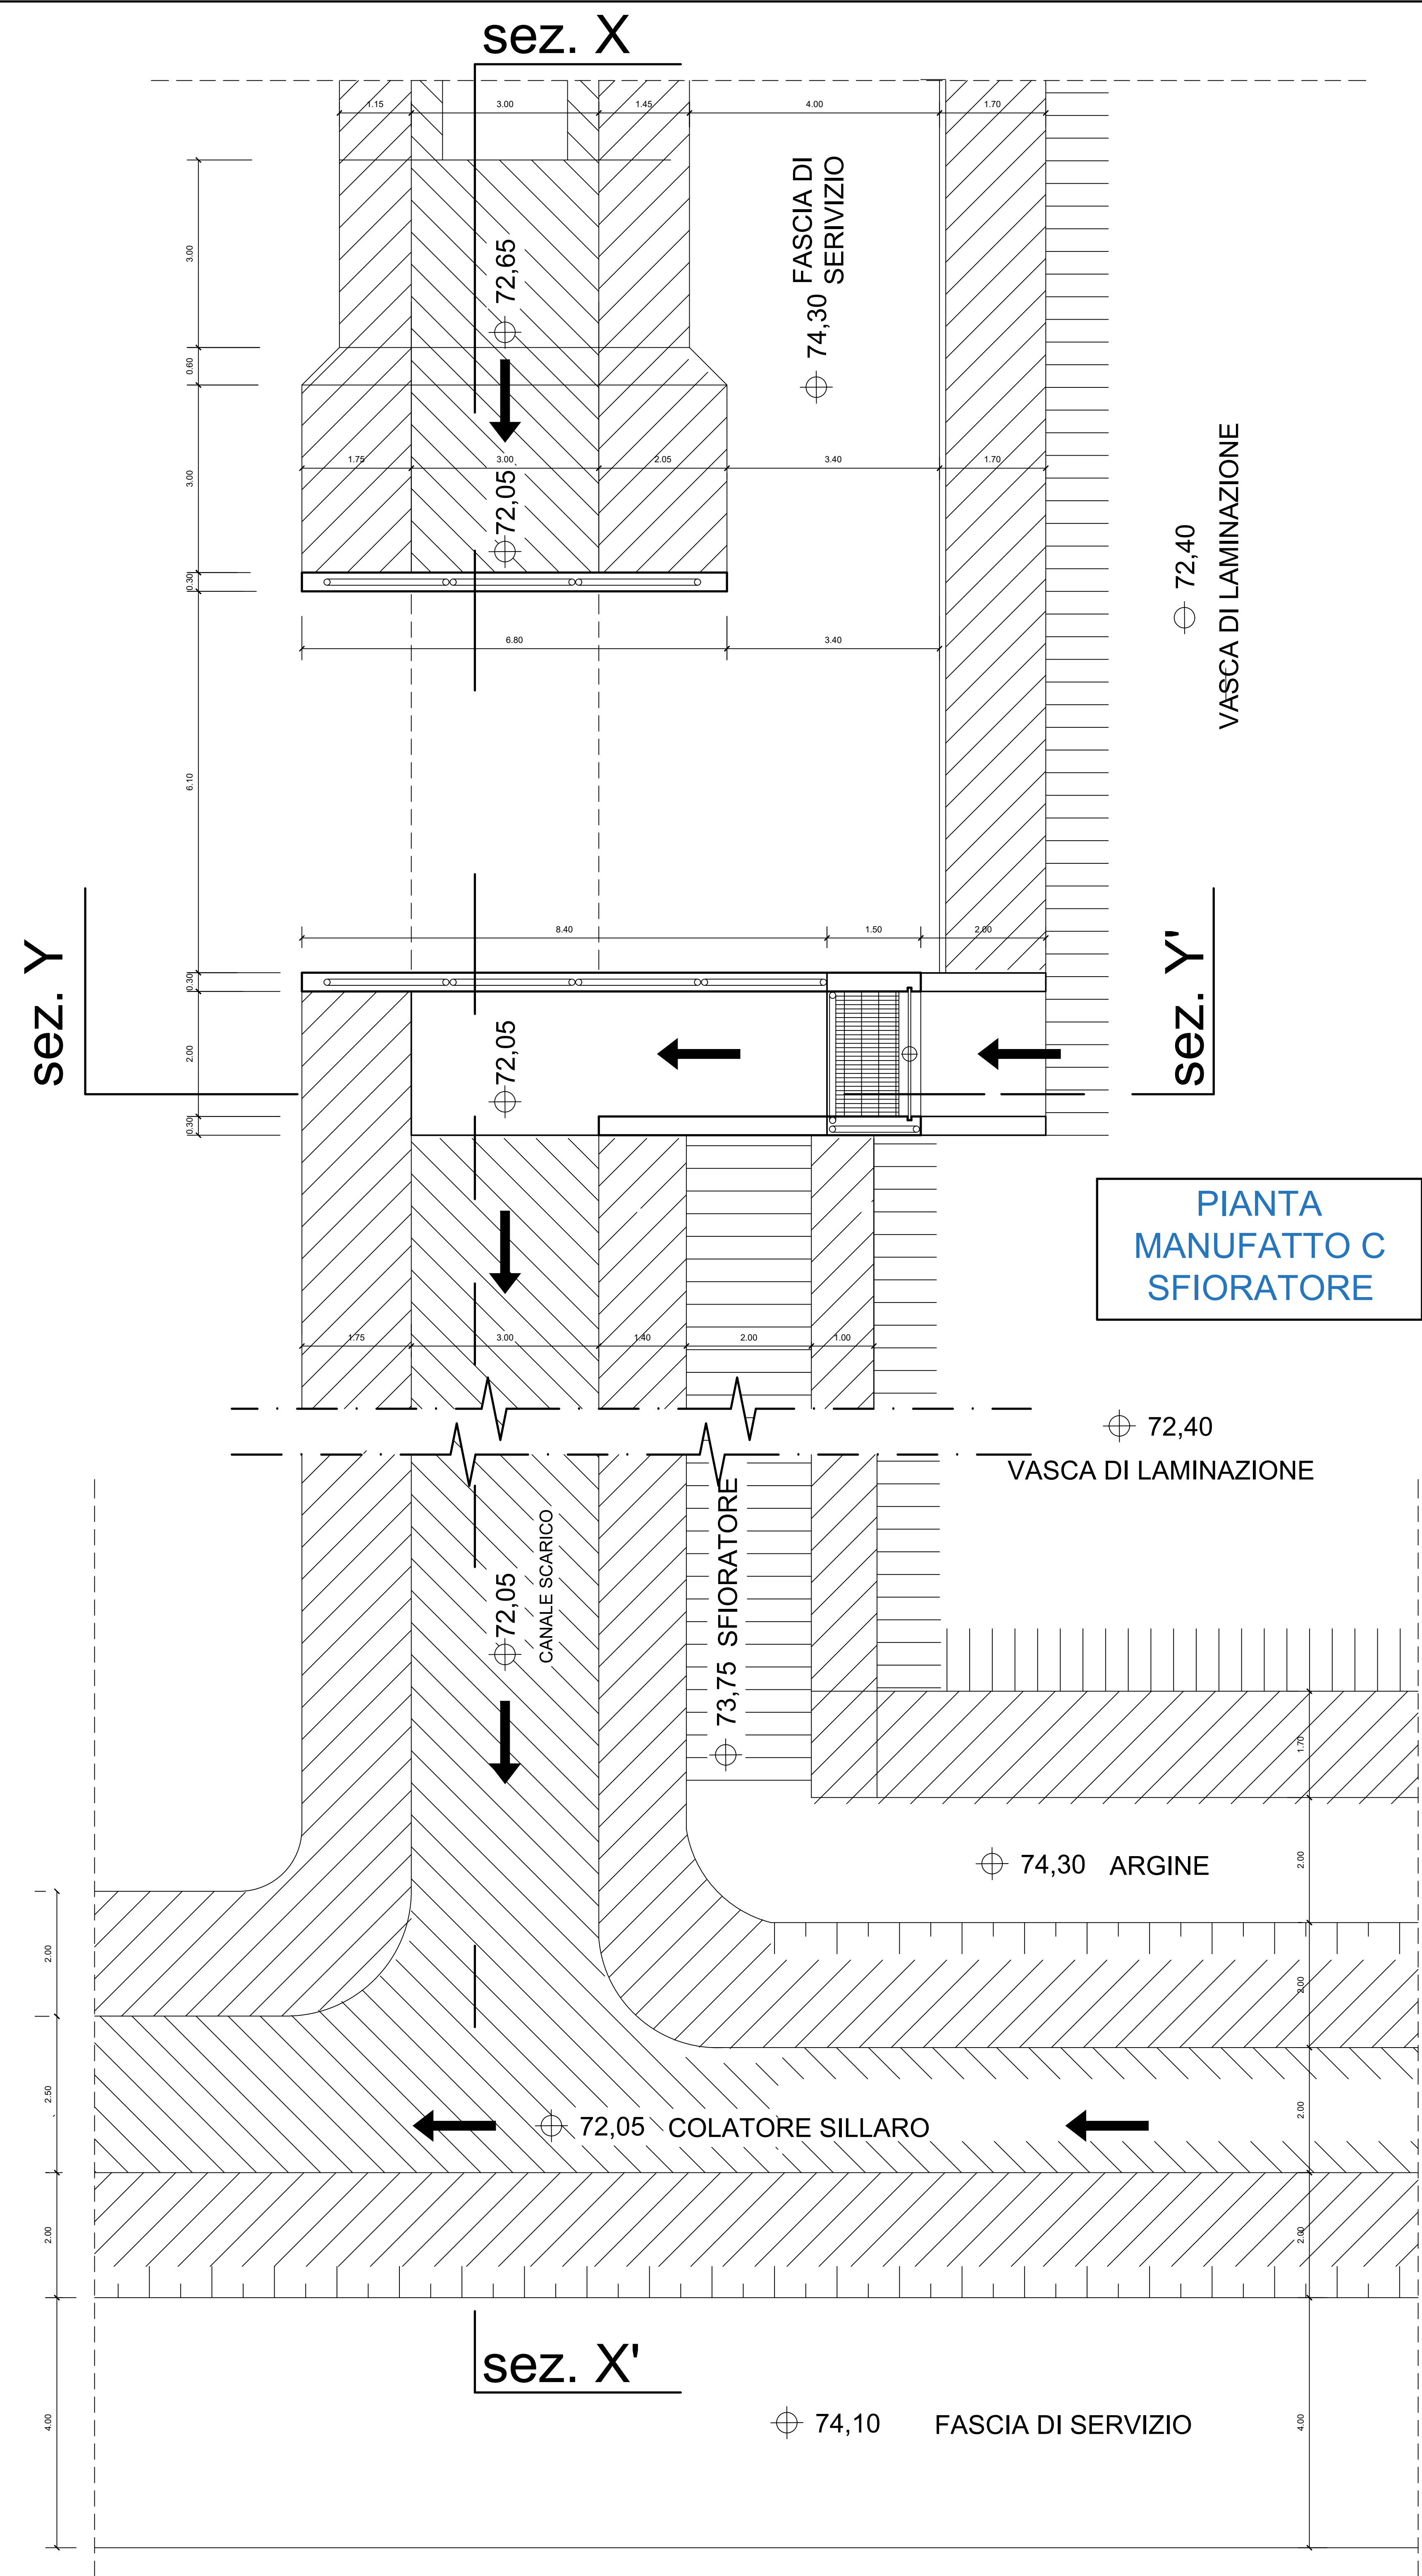 sez. X
1.15
3.00
1.45
4.00
1.70
FASCIA DI
SERIVIZIO
74,30
72,65
3.00
0.60
3.00
0.30
6.10
0.30
2.00
0.30
1.75
3.00
2.05
3.40
1.70
72,05
72,40
VASCA DI LAMINAZIONE
6.80
3.40
8.40
1.50
2.00
sez. Y
sez. Y'
72,05
PIANTA
MANUFATTO C
SFIORATORE
1.75
3.00
1.40
2.00
1.00
72,40
VASCA DI LAMINAZIONE
72,05
CANALE SCARICO
73,75 SFIORATORE
1.70
2.00
2.00
2.00
2.00
4.00
74,30 ARGINE
2.00
2.50
2.00
4.00
72,05 COLATORE SILLARO
sez. X'
74,10 FASCIA DI SERVIZIO